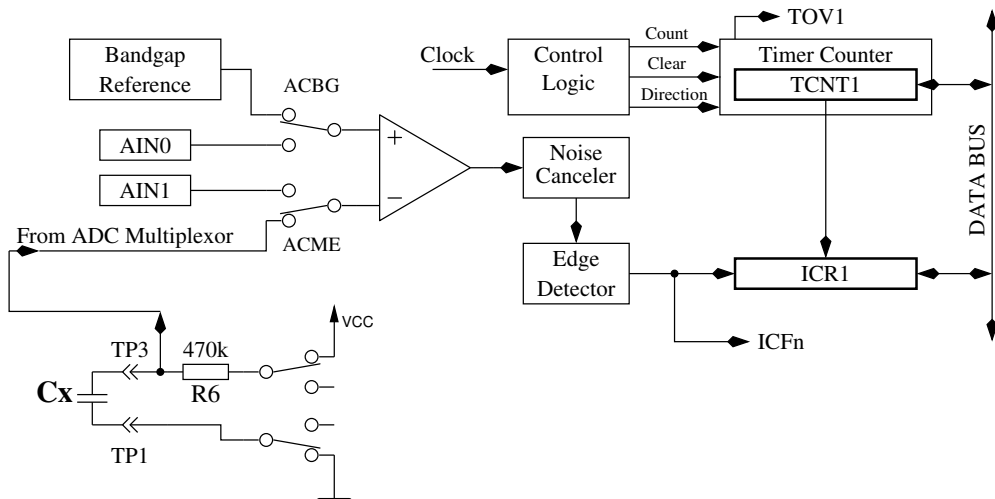 TOV1
Bandgap
Reference
ACBG
Clock
Control
Logic
Count
Clear
Direction
Timer Counter
TCNT1
AIN0
AIN1
+
−
Noise
Canceler
DATA BUS
From ADC Multiplexor
ACME
Edge
Detector
ICR1
VCC
ICFn
TP3
470k
R6
Cx
TP1